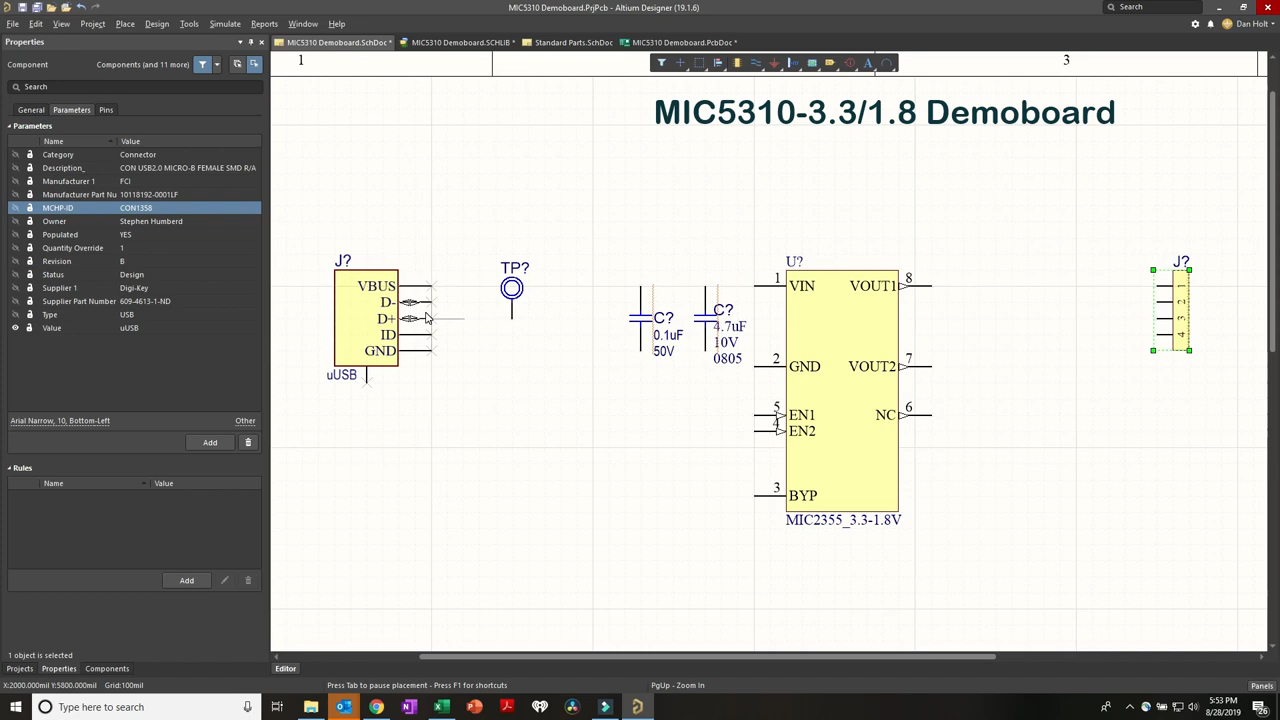 MIC5310 Demoboard.PrjPcb - Altium Designer (19.1.6)
Search
File Edit View Project Place Design Tools Simulate Reports Window Help
Dan Holt
Properties
MIC5310 Demoboard.SchDoc *
MIC5310 Demoboard.SCHLIB *
Standard Parts.SchDoc
MIC5310 Demoboard.PcbDoc *
Component
Components (and 11 more)
1
3
Search
General
Parameters
Pins
MIC5310-3.3/1.8 Demoboard
Parameters
Name Value
Category Connector
Description_ CON USB2.0 MICRO-B FEMALE SMD R/A
Manufacturer 1 FCI
Manufacturer Part Nu 10118192-0001LF
MCHP-ID CON1358
Owner Stephen Humberd
Populated YES
Quantity Override 1
Revision B
Status Design
Supplier 1 Digi-Key
Supplier Part Number 609-4613-1-ND
Type USB
Value uUSB
Arial Narrow, 10, Bottom-Left
Other
Add
Rules
Name Value
Add
J?
VBUS
D-
D+
ID
GND
uUSB
TP?
C?
0.1uF
50V
C?
4.7uF
10V
0805
U?
1 VIN
2 GND
5 EN1
4 EN2
3 BYP
VOUT1 8
VOUT2 7
NC 6
MIC2355_3.3-1.8V
J?
1
2
3
4
1 object is selected
Projects
Properties
Components
Editor
X:2000.000mil Y:5800.000mil Grid:100mil
Press Tab to pause placement - Press F1 for shortcuts
PgUp - Zoom In
Panels
Type here to search
5:53 PM
8/28/2019
26